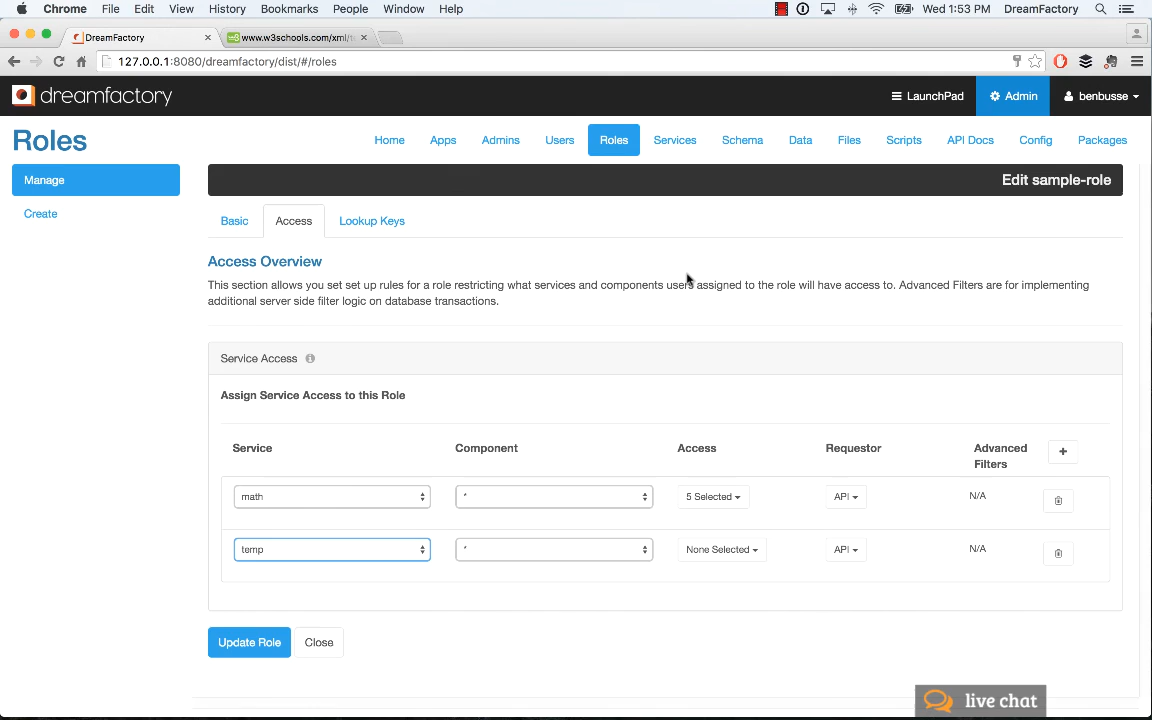 Chrome File Edit View History Bookmarks People Window Help Wed 1:53 PM DreamFactory
DreamFactory www.w3schools.com/xml/
127.0.0.1:8080/dreamfactory/dist/#/roles
dreamfactory LaunchPad Admin benbusse
Roles Home Apps Admins Users Roles Services Schema Data Files Scripts API Docs Config Packages
Manage
Create
Edit sample-role
Basic Access Lookup Keys
Access Overview
This section allows you set set up rules for a role restricting what services and components users assigned to the role will have access to. Advanced Filters are for implementing
additional server side filter logic on database transactions.
Service Access
Assign Service Access to this Role
Service Component Access Requestor Advanced
Filters +
math * 5 Selected API N/A
temp * None Selected API N/A
Update Role Close
live chat